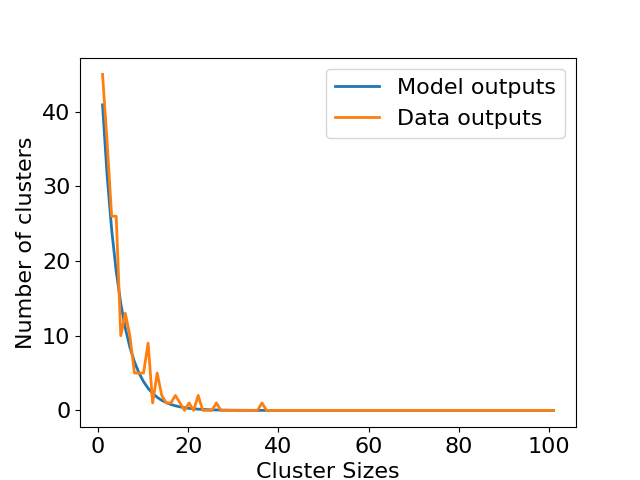 Model outputs
Data outputs
Number of clusters
40
30
20
10
0
0 20 40 60 80 100
Cluster Sizes